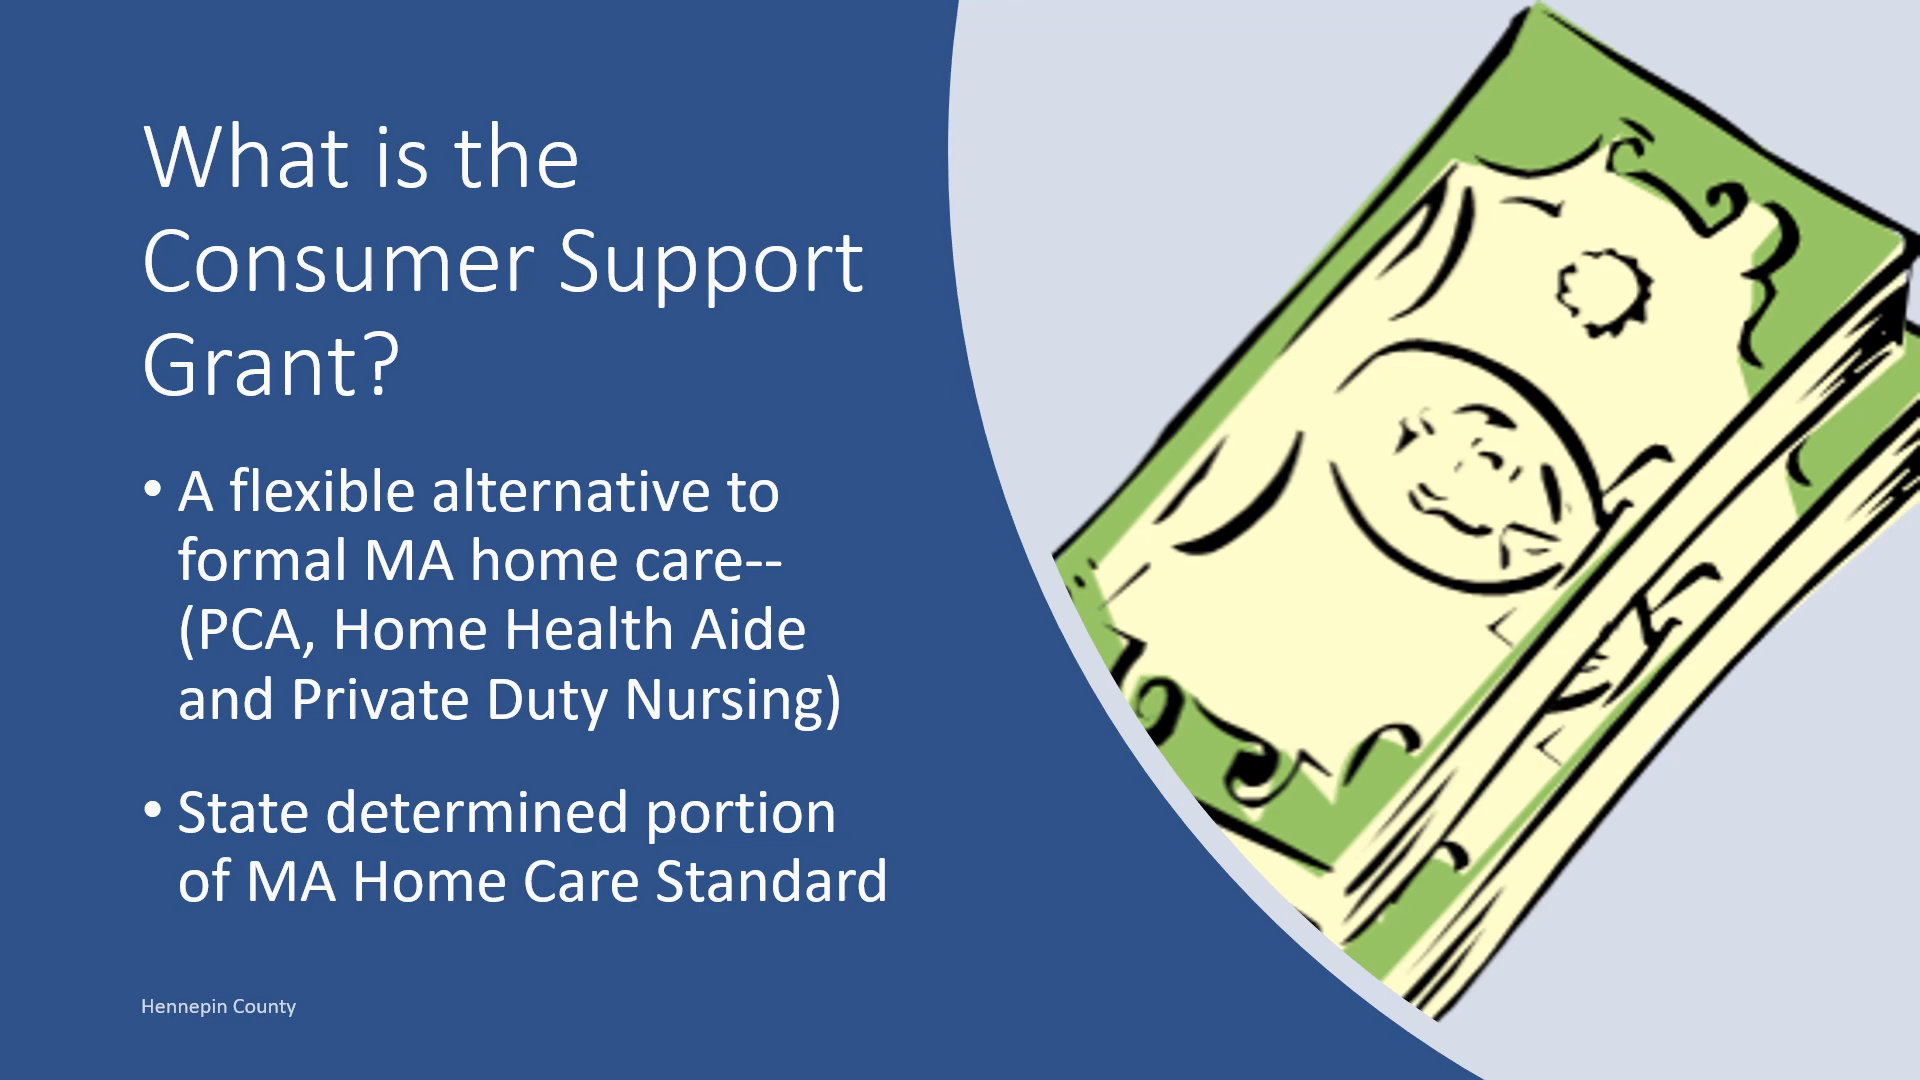 What is the
Consumer Support
Grant?
• A flexible alternative to
formal MA home care--
(PCA, Home Health Aide
and Private Duty Nursing)
• State determined portion
of MA Home Care Standard
Hennepin County